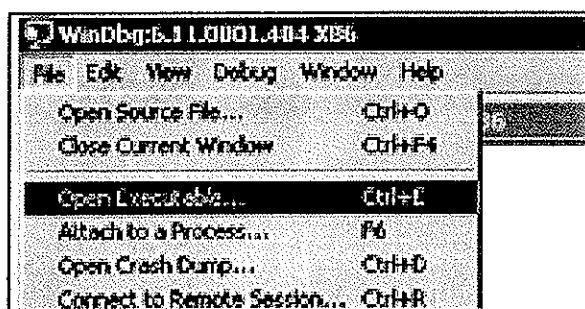 WinDbg:6.11.0001.404 X86
File Edit View Debug Window Help
Open Source File... Ctrl+O
Close Current Window Ctrl+F4
Open Executable... Ctrl+E
Attach to a Process... F6
Open Crash Dump... Ctrl+D
Connect to Remote Session... Ctrl+R